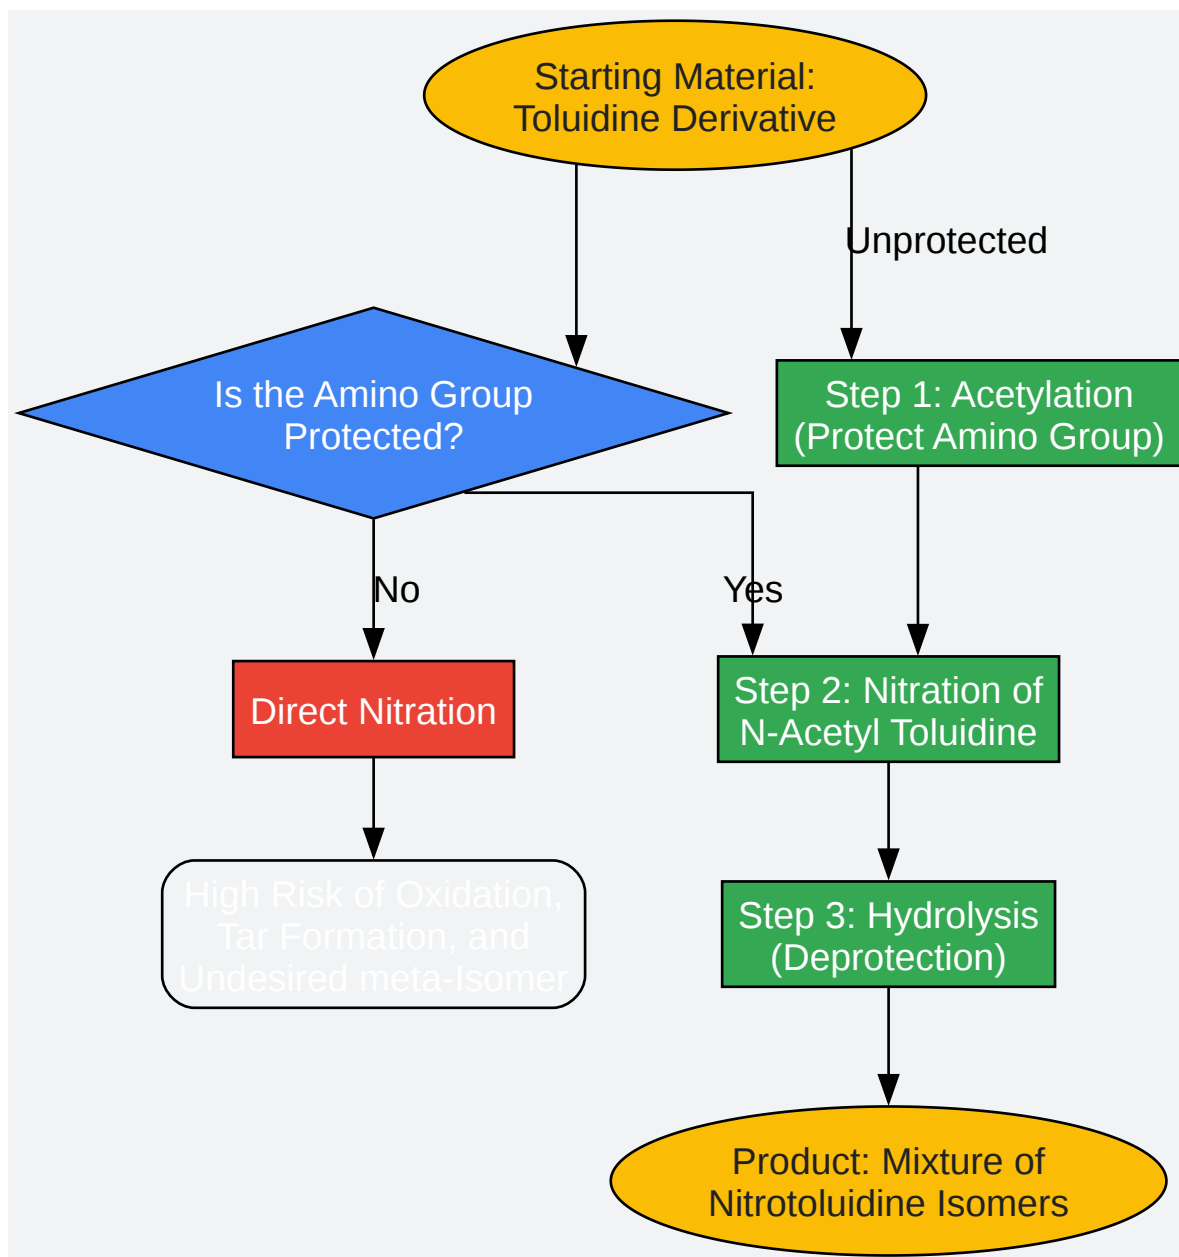 Starting Material:
Toluidine Derivative
Unprotected
Is the Amino Group
Protected?
Step 1: Acetylation
(Protect Amino Group)
No
Yes
Direct Nitration
Step 2: Nitration of
N-Acetyl Toluidine
High Risk of Oxidation,
Tar Formation, and
Undesired meta-Isomer
Step 3: Hydrolysis
(Deprotection)
Product: Mixture of
Nitrotoluidine Isomers